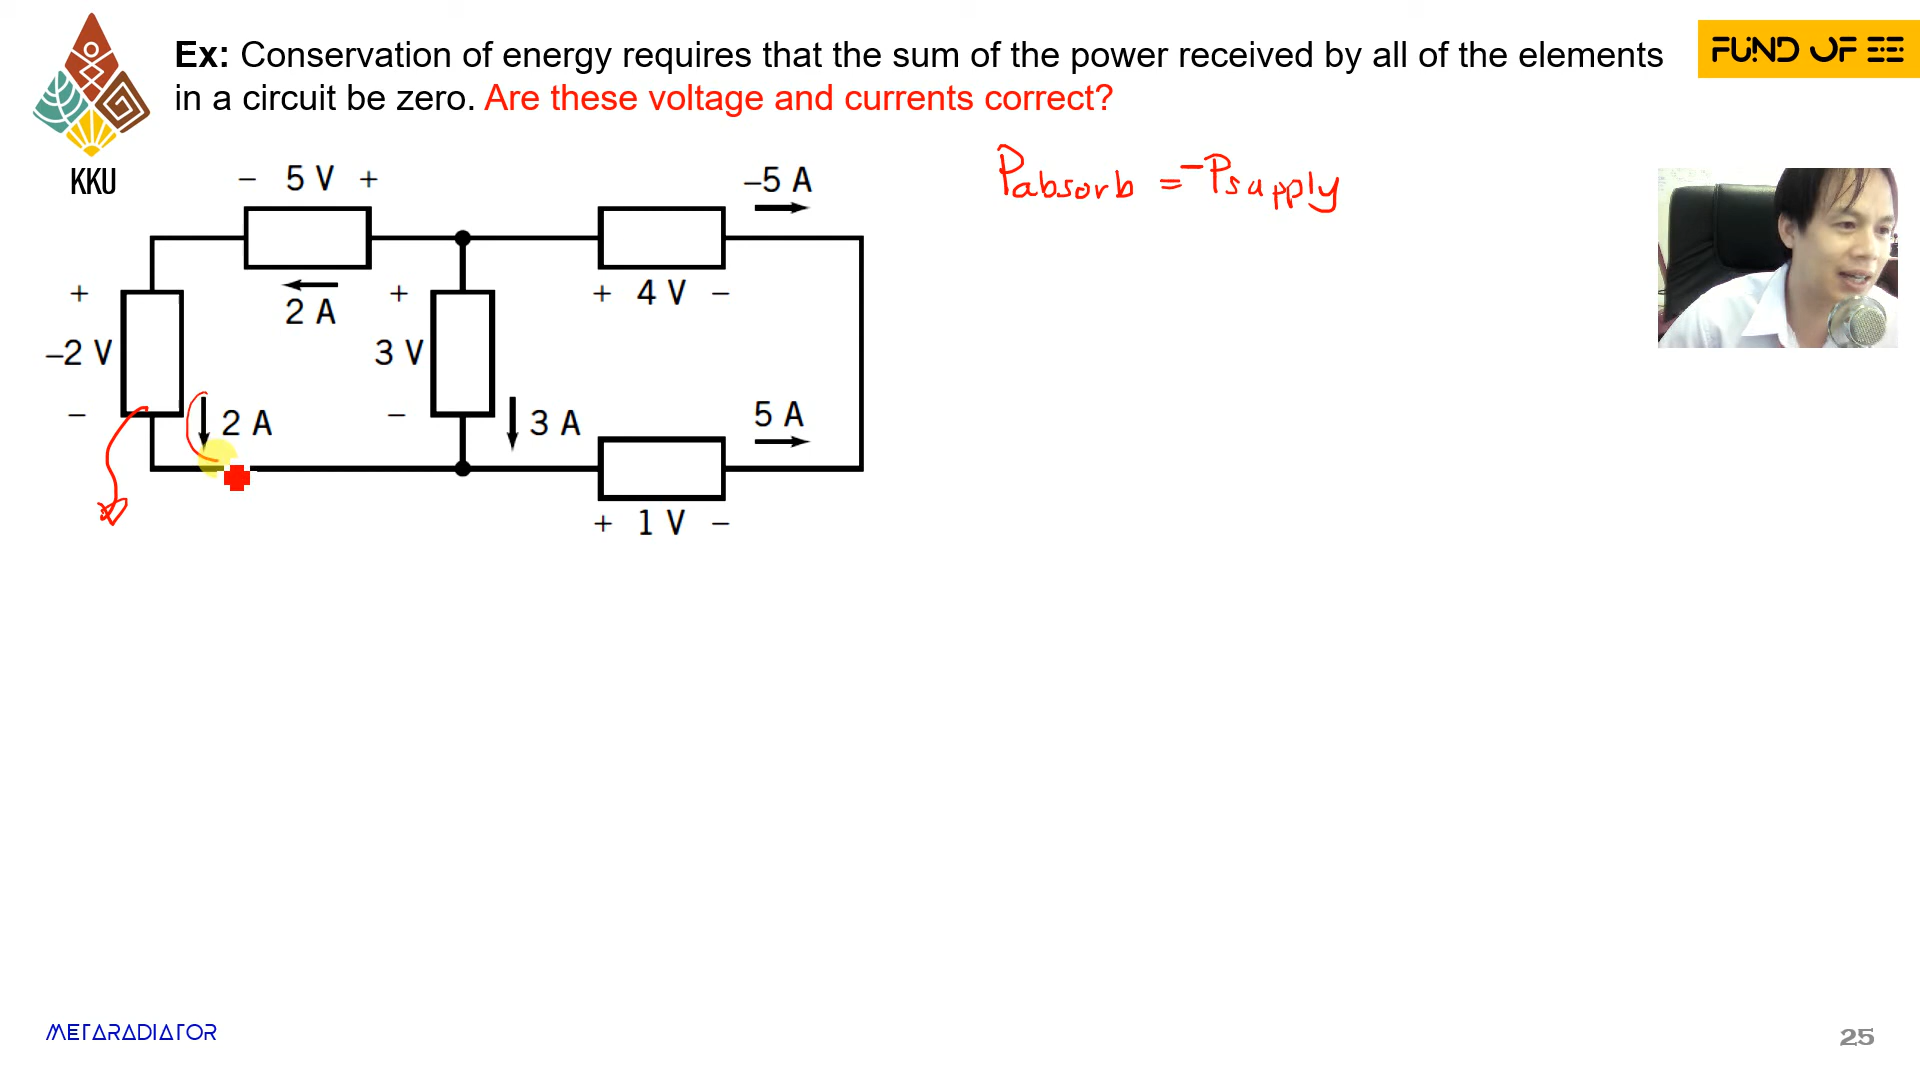 Ex: Conservation of energy requires that the sum of the power received by all of the elements
in a circuit be zero. Are these voltage and currents correct?
FUND OF EE
KKU
Pabsorb = -Psupply
− 5 V +
−5 A
2 A
+ 4 V −
+
−2 V
−
2 A
+
3 V
−
3 A
5 A
+ 1 V −
METARADIATOR
25